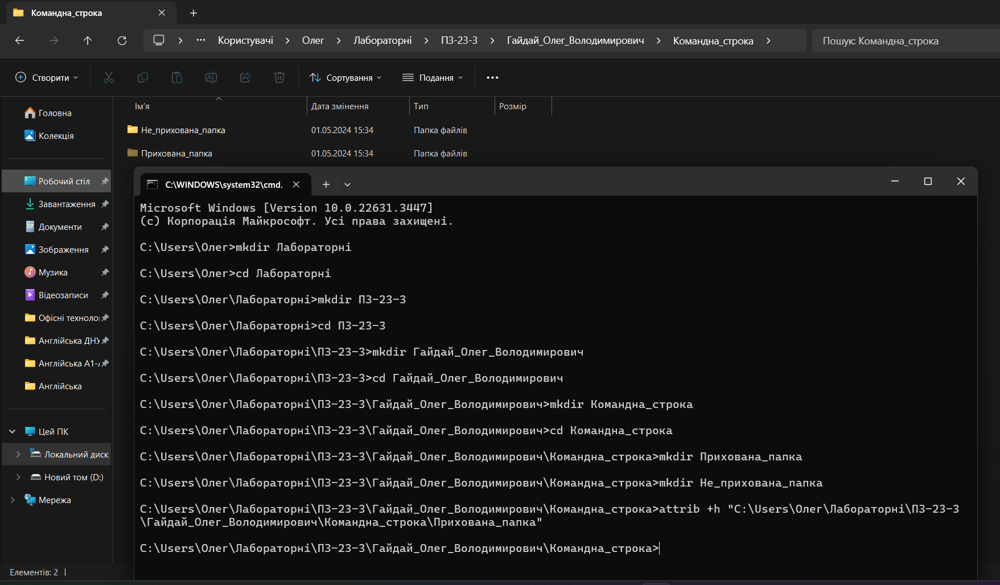 Командна_строка
Користувачі
Олег
Лабораторні
ПЗ-23-3
Гайдай_Олег_Володимирович
Командна_строка
Пошук: Командна_строка
Створити
Сортування
Подання
Ім'я
Дата змінення
Тип
Розмір
Не_прихована_папка 01.05.2024 15:34 Папка файлів
Прихована_папка 01.05.2024 15:34 Папка файлів
Головна
Колекція
Робочий стіл
Завантаження
Документи
Зображення
Музика
Відеозаписи
Офісні техноло
Англійська ДНУ
Англійська А1-
Англійська
Цей ПК
Локальний диск
Новий том (D:)
Мережа
Елементів: 2
C:\WINDOWS\system32\cmd.
Microsoft Windows [Version 10.0.22631.3447]
(c) Корпорація Майкрософт. Усі права захищені.
C:\Users\Олег>mkdir Лабораторні
C:\Users\Олег>cd Лабораторні
C:\Users\Олег\Лабораторні>mkdir ПЗ-23-3
C:\Users\Олег\Лабораторні>cd ПЗ-23-3
C:\Users\Олег\Лабораторні\ПЗ-23-3>mkdir Гайдай_Олег_Володимирович
C:\Users\Олег\Лабораторні\ПЗ-23-3>cd Гайдай_Олег_Володимирович
C:\Users\Олег\Лабораторні\ПЗ-23-3\Гайдай_Олег_Володимирович>mkdir Командна_строка
C:\Users\Олег\Лабораторні\ПЗ-23-3\Гайдай_Олег_Володимирович>cd Командна_строка
C:\Users\Олег\Лабораторні\ПЗ-23-3\Гайдай_Олег_Володимирович\Командна_строка>mkdir Прихована_папка
C:\Users\Олег\Лабораторні\ПЗ-23-3\Гайдай_Олег_Володимирович\Командна_строка>mkdir Не_прихована_папка
C:\Users\Олег\Лабораторні\ПЗ-23-3\Гайдай_Олег_Володимирович\Командна_строка>attrib +h "C:\Users\Олег\Лабораторні\ПЗ-23-3
\Гайдай_Олег_Володимирович\Командна_строка\Прихована_папка"
C:\Users\Олег\Лабораторні\ПЗ-23-3\Гайдай_Олег_Володимирович\Командна_строка>